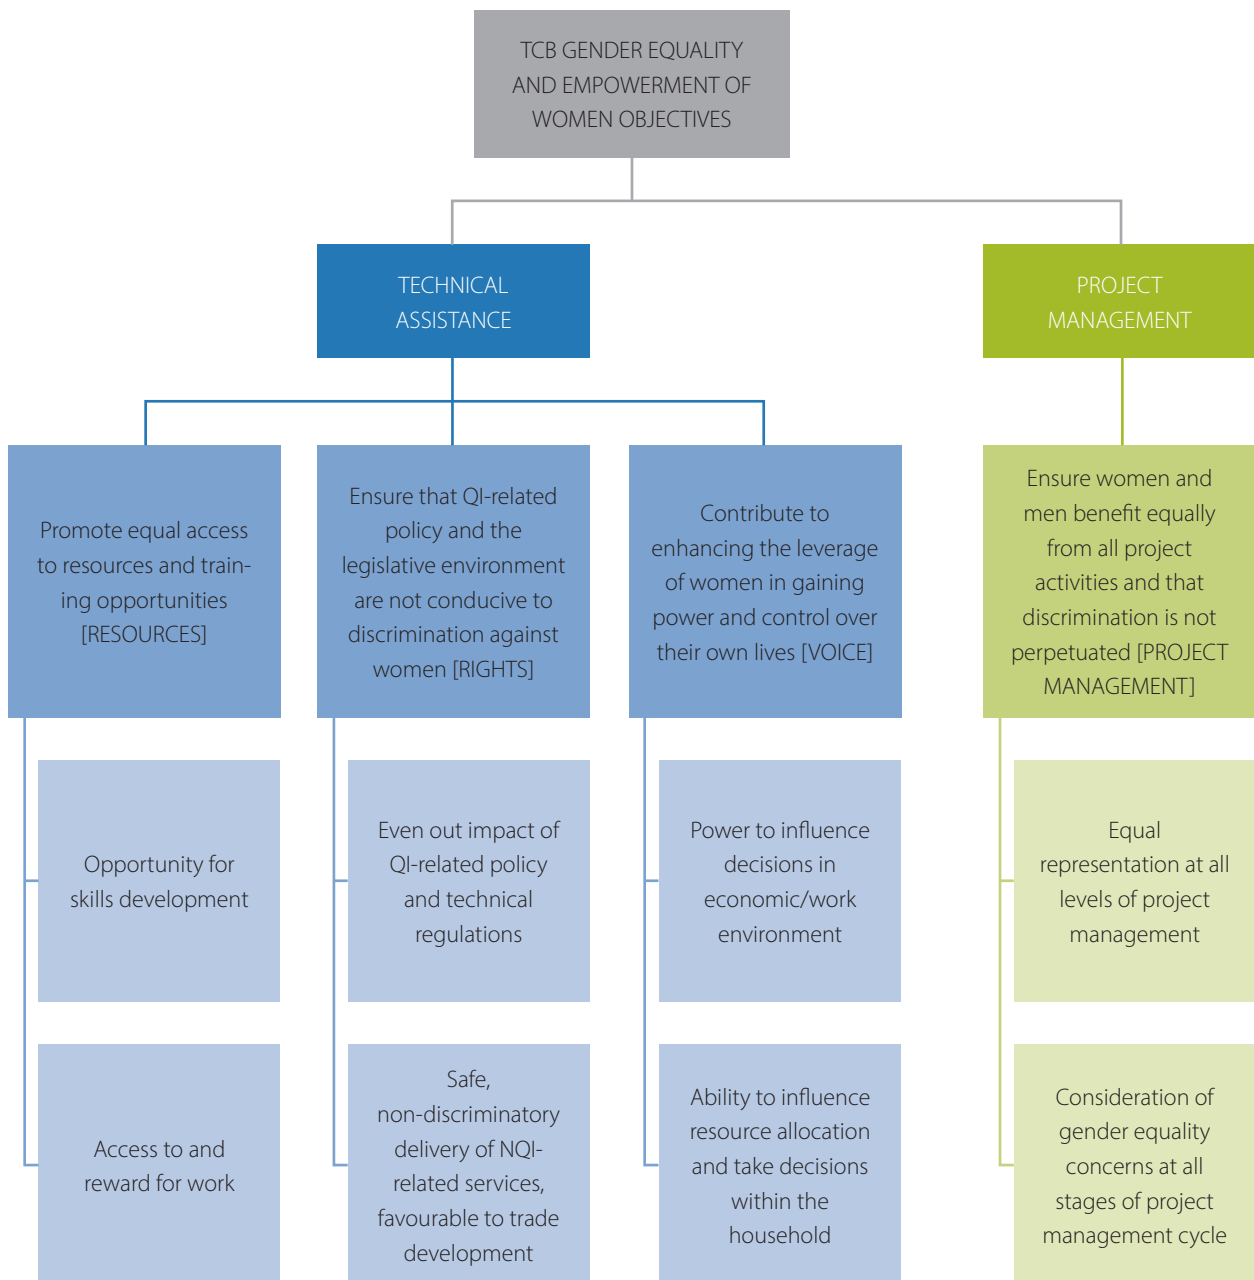 TCB GENDER EQUALITY
AND EMPOWERMENT OF
WOMEN OBJECTIVES
TECHNICAL
ASSISTANCE
PROJECT
MANAGEMENT
Promote equal access
to resources and train-
ing opportunities
[RESOURCES]
Ensure that QI-related
policy and the
legislative environment
are not conducive to
discrimination against
women [RIGHTS]
Contribute to
enhancing the leverage
of women in gaining
power and control over
their own lives [VOICE]
Ensure women and
men benefit equally
from all project
activities and that
discrimination is not
perpetuated [PROJECT
MANAGEMENT]
Opportunity for
skills development
Even out impact of
QI-related policy
and technical
regulations
Power to influence
decisions in
economic/work
environment
Equal
representation at all
levels of project
management
Access to and
reward for work
Safe,
non-discriminatory
delivery of NQI-
related services,
favourable to trade
development
Ability to influence
resource allocation
and take decisions
within the
household
Consideration of
gender equality
concerns at all
stages of project
management cycle